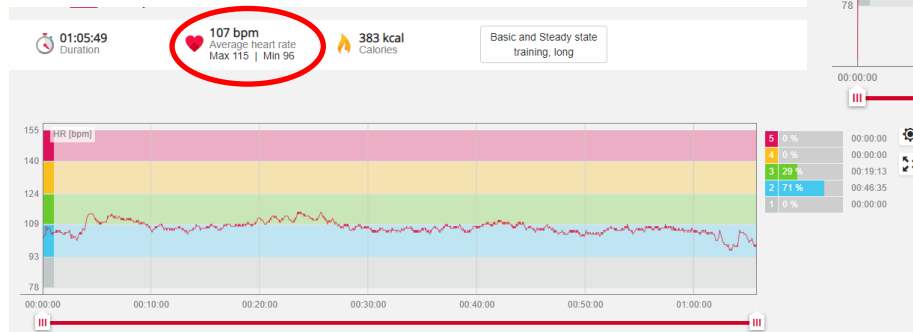 78
01:05:49
Duration
107 bpm
Average heart rate
Max 115 | Min 96
383 kcal
Calories
Basic and Steady state
training, long
00:00:00
155
HR [bpm]
140
124
109
93
78
5 0 % 00:00:00
4 0 % 00:00:00
3 29 % 00:19:13
2 71 % 00:46:35
1 0 % 00:00:00
00:00:00 00:10:00 00:20:00 00:30:00 00:40:00 00:50:00 01:00:00